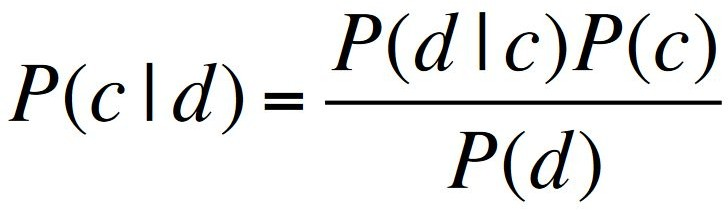 P(c | d) = P(d | c)P(c) / P(d)